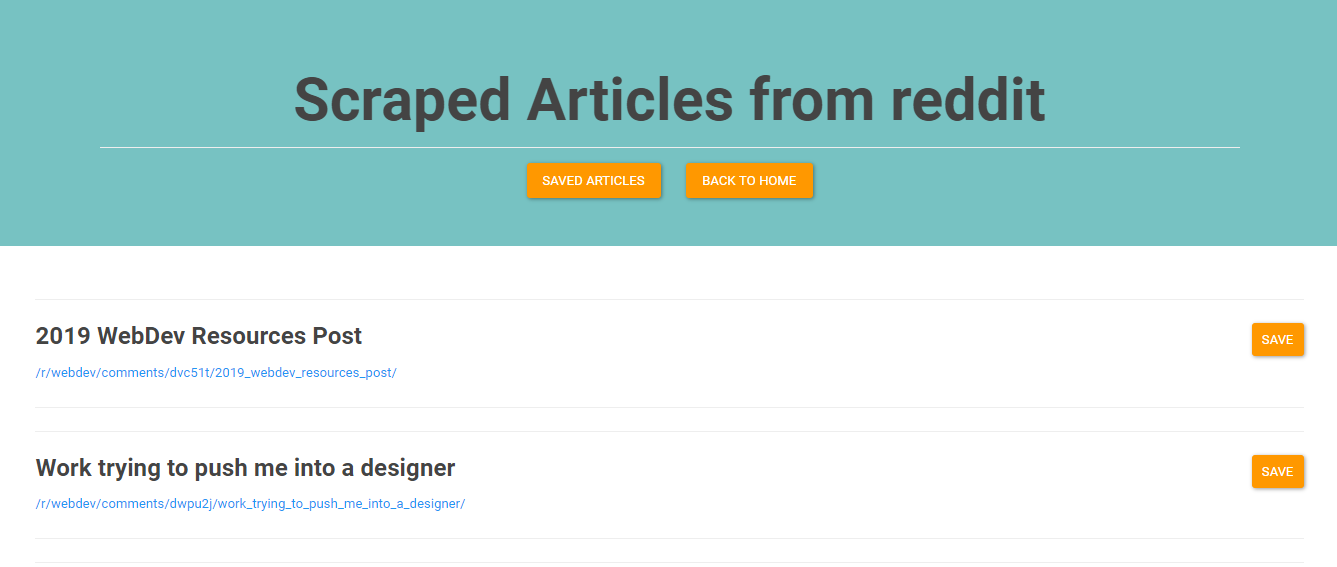 Scraped Articles from reddit
SAVED ARTICLES
BACK TO HOME
2019 WebDev Resources Post
SAVE
/r/webdev/comments/dvc51t/2019_webdev_resources_post/
Work trying to push me into a designer
SAVE
/r/webdev/comments/dwpu2j/work_trying_to_push_me_into_a_designer/